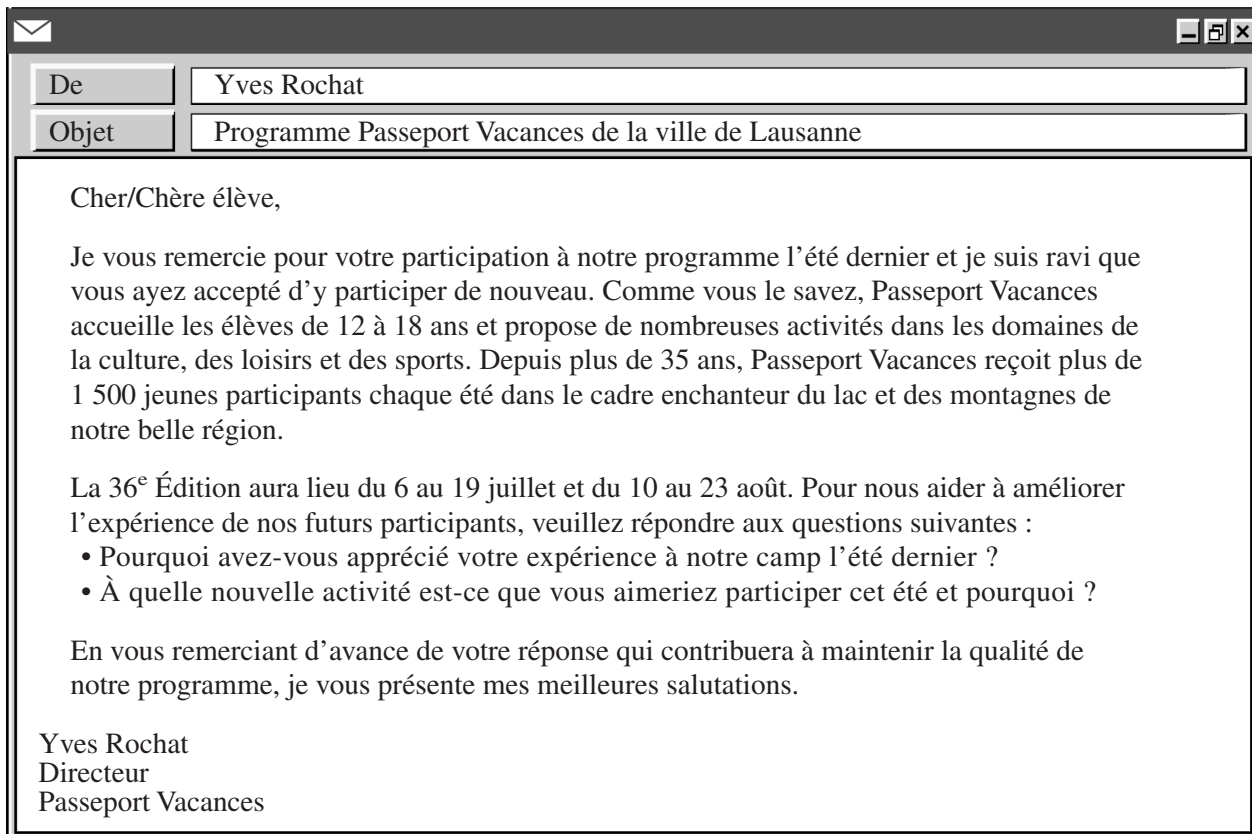 De
Yves Rochat
Objet
Programme Passeport Vacances de la ville de Lausanne
Cher/Chère élève,
Je vous remercie pour votre participation à notre programme l’été dernier et je suis ravi que
vous ayez accepté d’y participer de nouveau. Comme vous le savez, Passeport Vacances
accueille les élèves de 12 à 18 ans et propose de nombreuses activités dans les domaines de
la culture, des loisirs et des sports. Depuis plus de 35 ans, Passeport Vacances reçoit plus de
1 500 jeunes participants chaque été dans le cadre enchanteur du lac et des montagnes de
notre belle région.
La 36e Édition aura lieu du 6 au 19 juillet et du 10 au 23 août. Pour nous aider à améliorer
l’expérience de nos futurs participants, veuillez répondre aux questions suivantes :
• Pourquoi avez-vous apprécié votre expérience à notre camp l’été dernier ?
• À quelle nouvelle activité est-ce que vous aimeriez participer cet été et pourquoi ?
En vous remerciant d’avance de votre réponse qui contribuera à maintenir la qualité de
notre programme, je vous présente mes meilleures salutations.
Yves Rochat
Directeur
Passeport Vacances